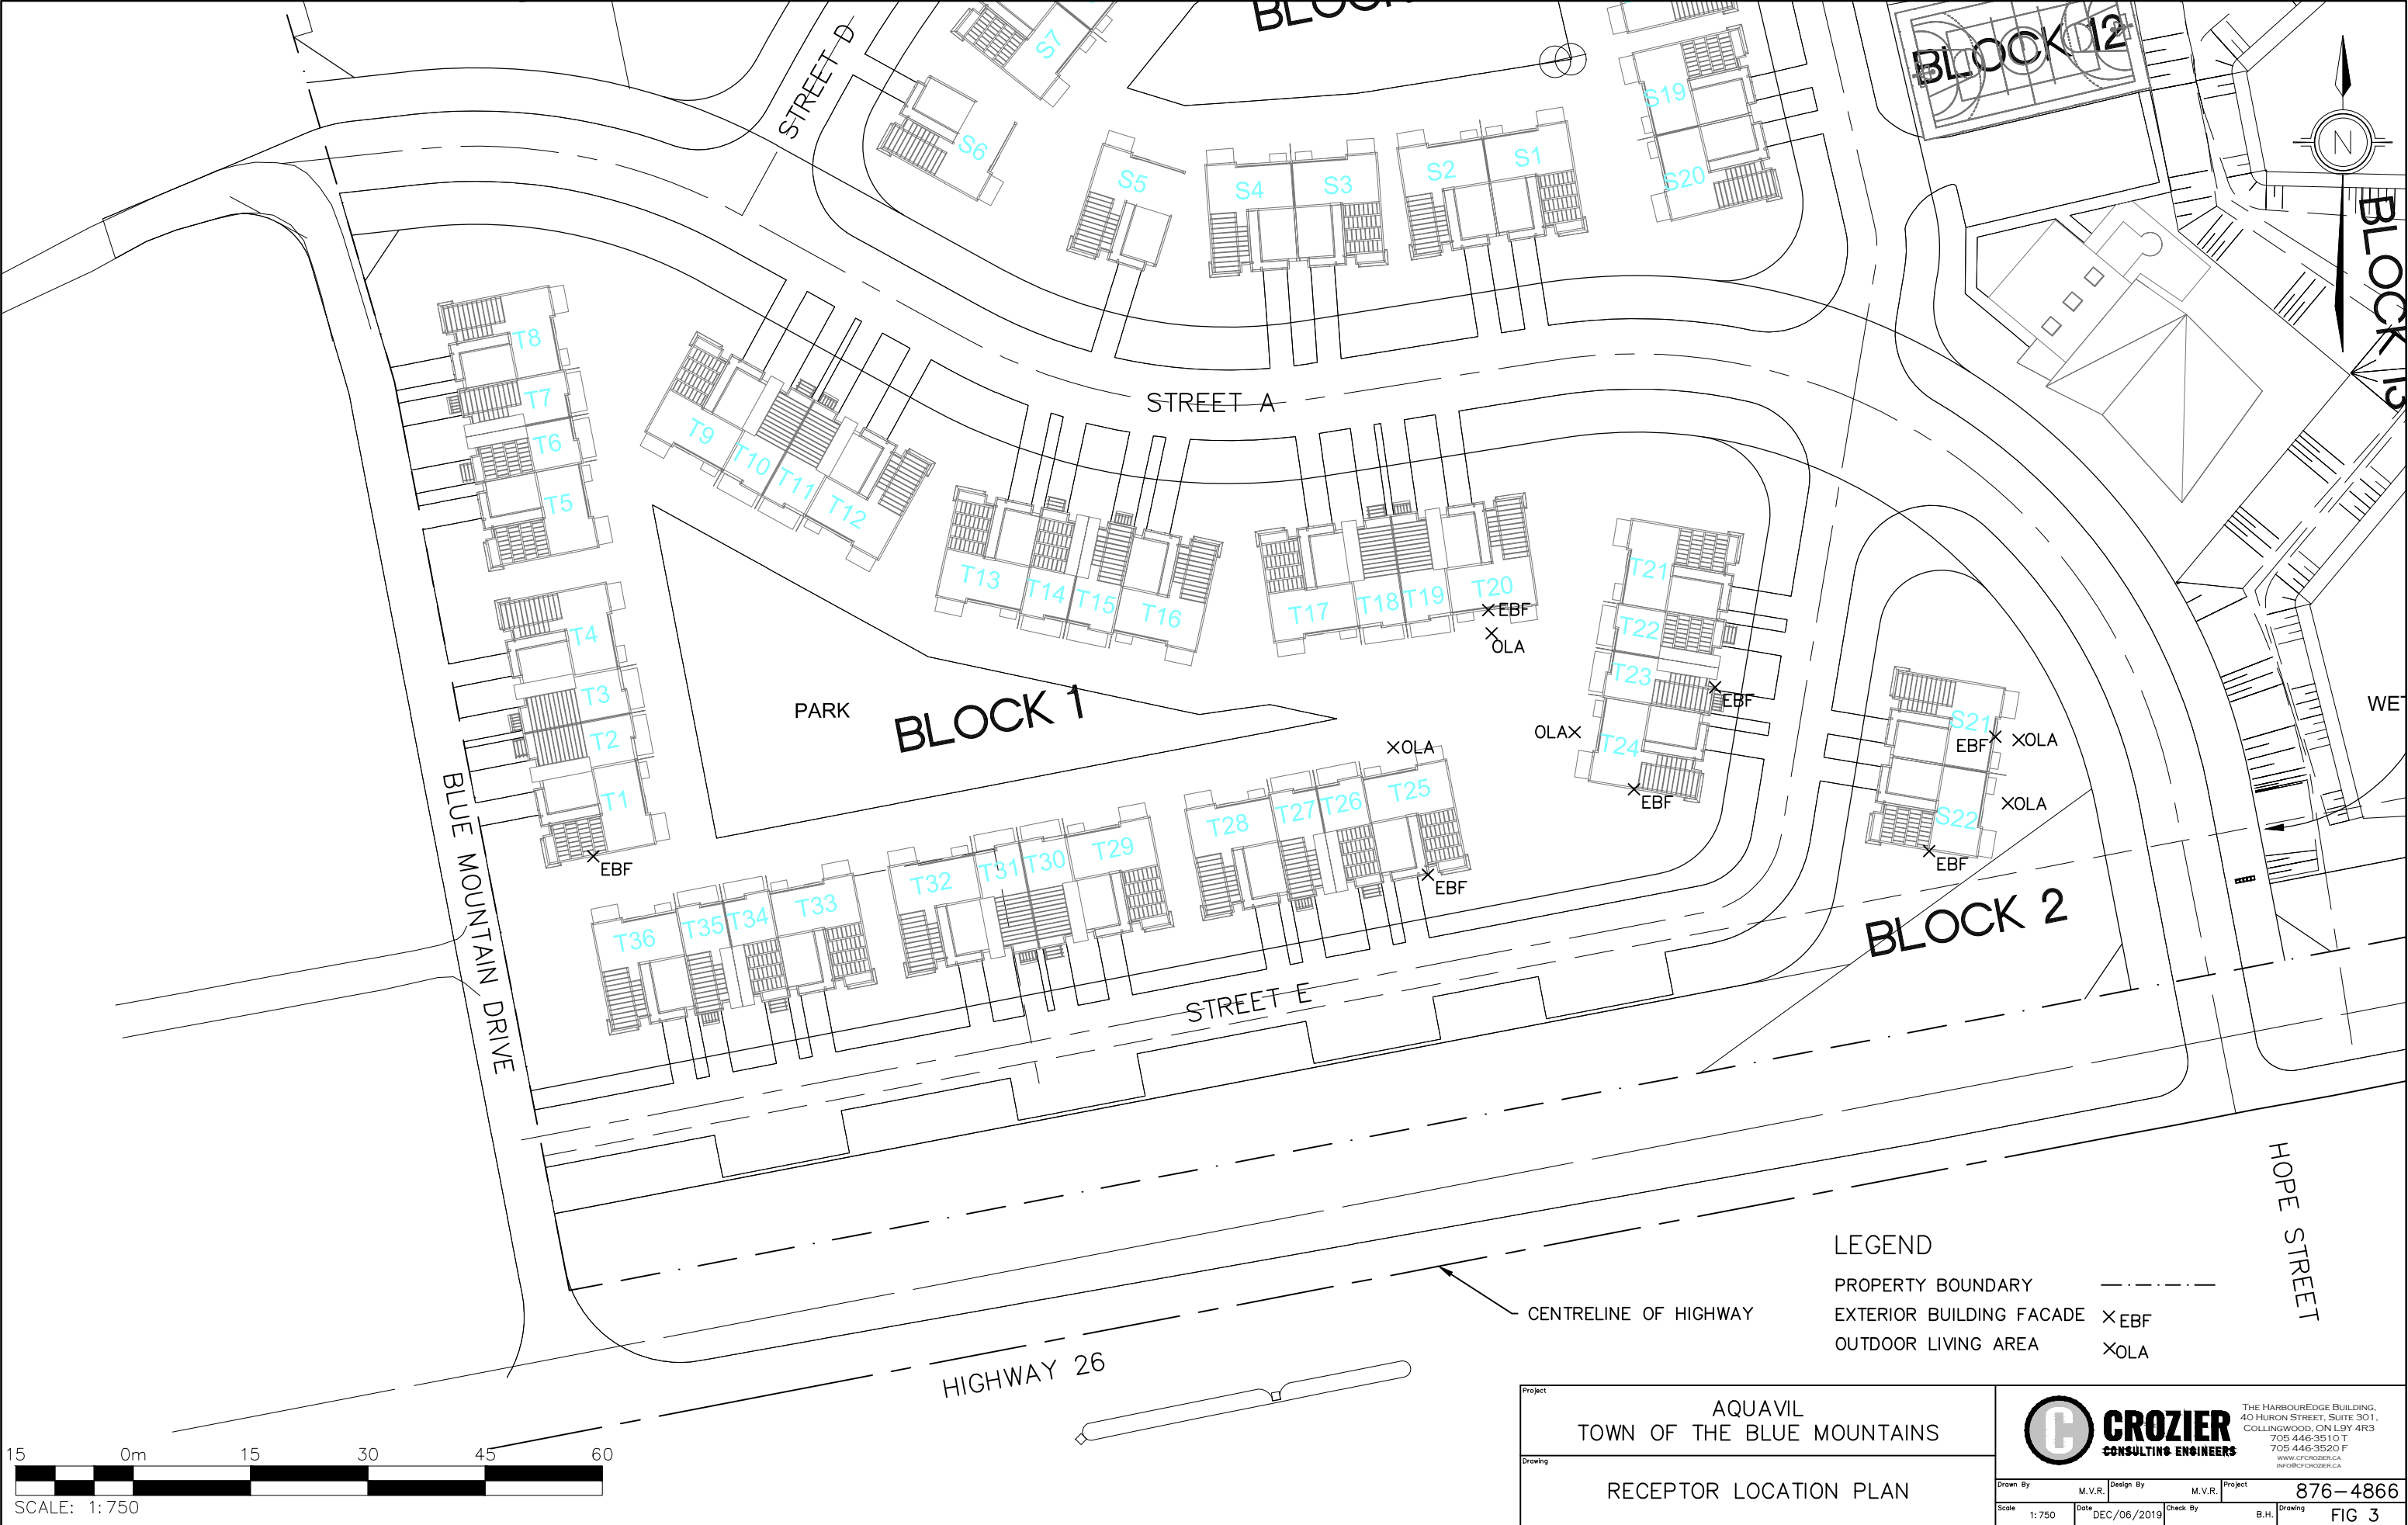 BLOCK 12
STREET D
S7
S6
S5
S4
S3
S2
S1
S19
S20
N
BLOCK 13
T8
T7
T6
T5
T4
T3
T2
T1
EBF
STREET A
T9
T10
T11
T12
T13
T14
T15
T16
T17
T18
T19
T20
EBF
OLA
T21
T22
T23
EBF
T24
OLA
EBF
PARK
BLOCK 1
OLA
T25
T26
T27
T28
EBF
T29
T30
T31
T32
T33
T34
T35
T36
S21
EBF
OLA
OLA
S22
EBF
BLOCK 2
BLUE MOUNTAIN DRIVE
STREET E
HOPE STREET
CENTRELINE OF HIGHWAY
HIGHWAY 26
LEGEND
PROPERTY BOUNDARY
EXTERIOR BUILDING FACADE EBF
OUTDOOR LIVING AREA OLA
15 0m 15 30 45 60
SCALE: 1:750
Project
AQUAVIL
TOWN OF THE BLUE MOUNTAINS
Drawing
RECEPTOR LOCATION PLAN
C CROZIER
CONSULTING ENGINEERS
THE HARBOUREDGE BUILDING,
40 HURON STREET, SUITE 301,
COLLINGWOOD, ON L9Y 4R3
705 446-3510 T
705 446-3520 F
WWW.CFCROZIER.CA
INFO@CFCROZIER.CA
Drawn By M.V.R. Design By M.V.R. Project 876-4866
Scale 1:750 Date DEC/06/2019 Check By B.H. Drawing FIG 3